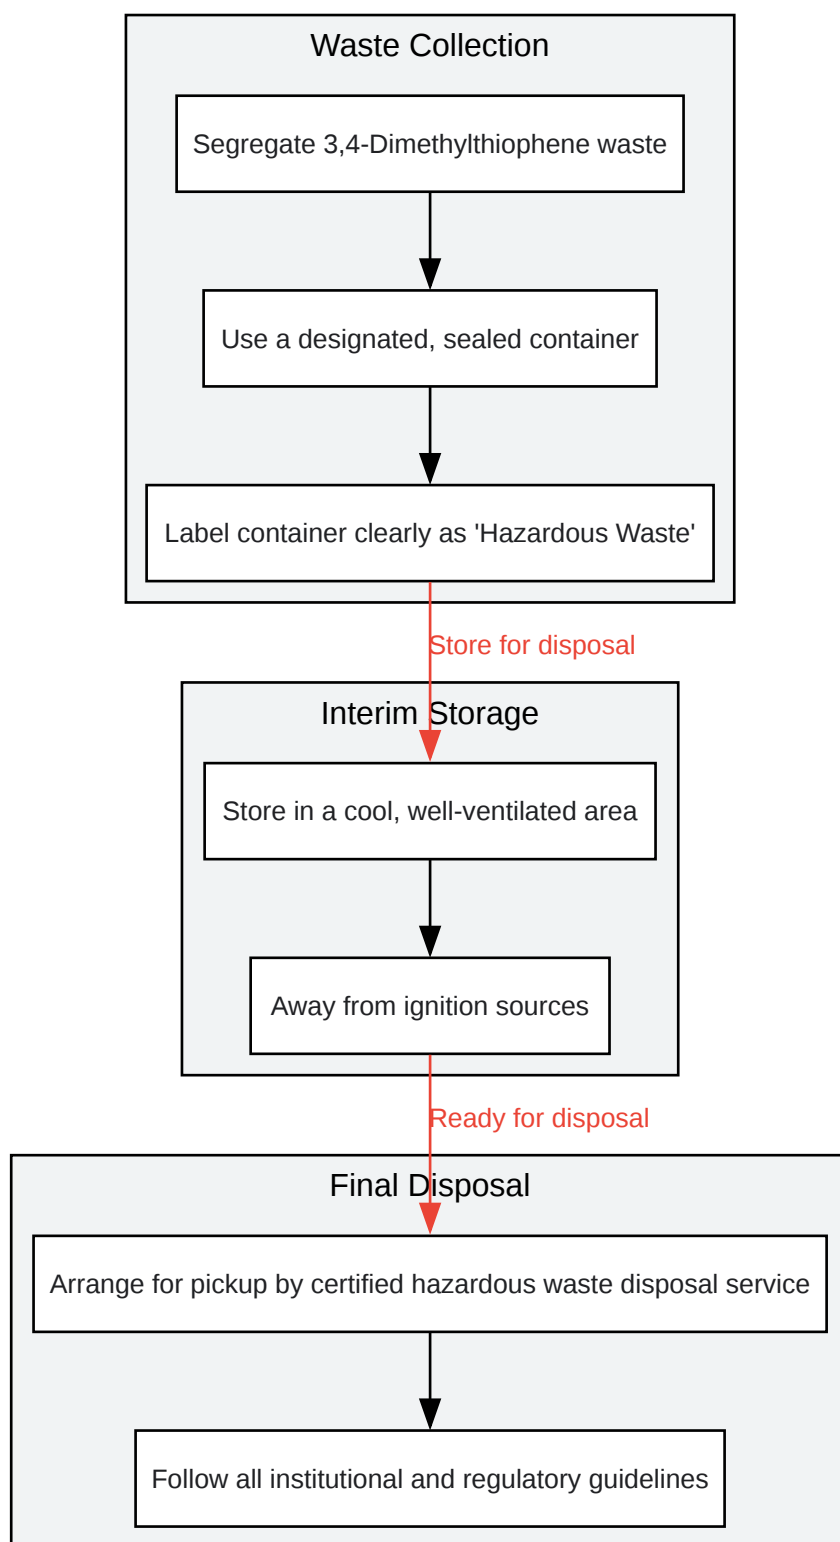 Waste Collection
Segregate 3,4-Dimethylthiophene waste
Use a designated, sealed container
Label container clearly as 'Hazardous Waste'
Store for disposal
Interim Storage
Store in a cool, well-ventilated area
Away from ignition sources
Ready for disposal
Final Disposal
Arrange for pickup by certified hazardous waste disposal service
Follow all institutional and regulatory guidelines